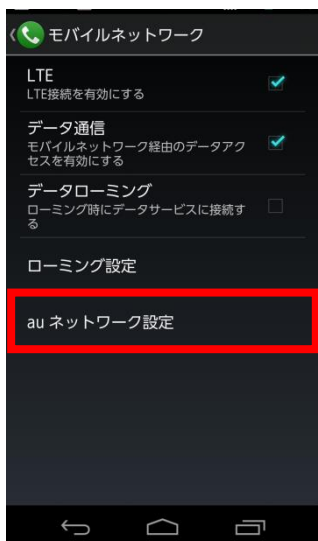 モバイルネットワーク
LTE
LTE接続を有効にする
データ通信
モバイルネットワーク経由のデータアク
セスを有効にする
データローミング
ローミング時にデータサービスに接続す
る
ローミング設定
au ネットワーク設定